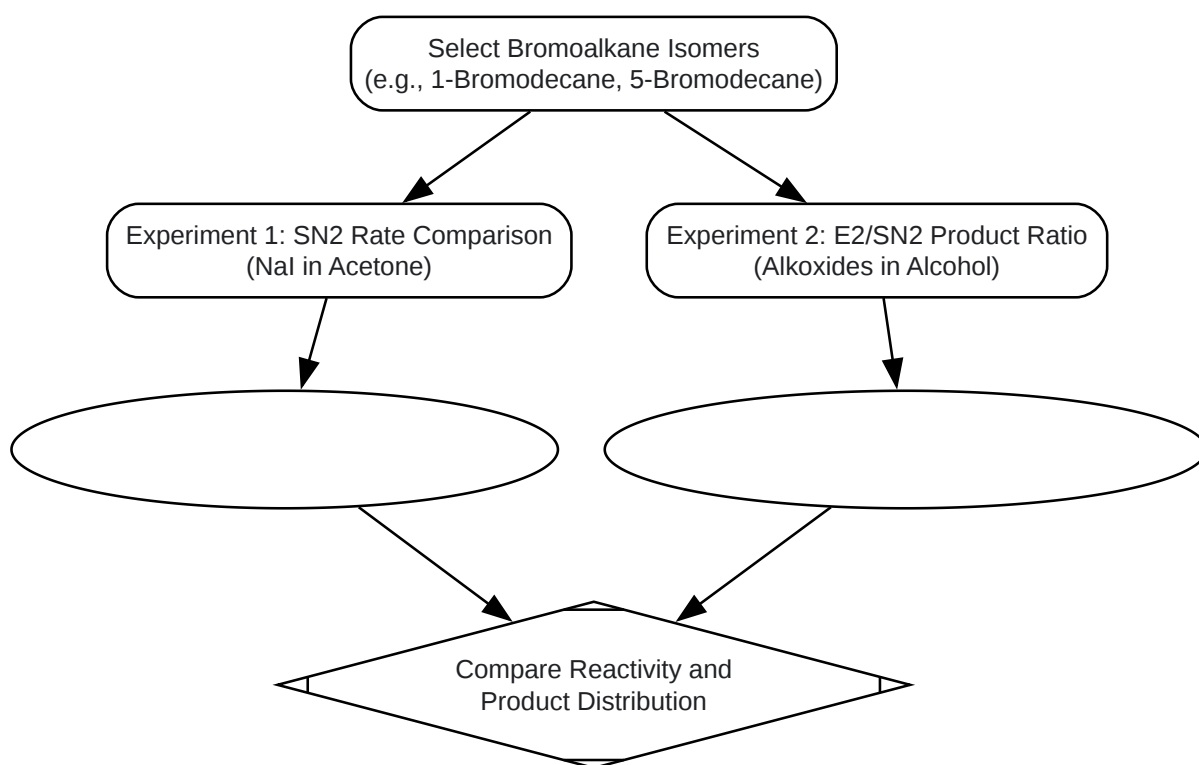 Select Bromoalkane Isomers
(e.g., 1-Bromodecane, 5-Bromodecane)
Experiment 1: SN2 Rate Comparison
(NaI in Acetone)
Experiment 2: E2/SN2 Product Ratio
(Alkoxides in Alcohol)
Compare Reactivity and
Product Distribution